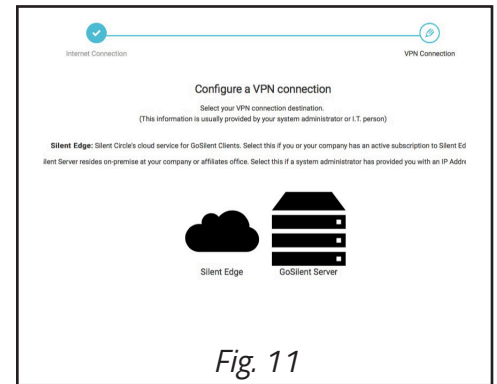 Internet Connection
VPN Connection
Configure a VPN connection
Select your VPN connection destination.
(This information is usually provided by your system administrator or I.T. person)
Silent Edge: Silent Circle's cloud service for GoSilent Clients. Select this if you or your company has an active subscription to Silent Ed
ilent Server resides on-premise at your company or affiliates office. Select this if a system administrator has provided you with an IP Addre
Silent Edge
GoSilent Server
Fig. 11